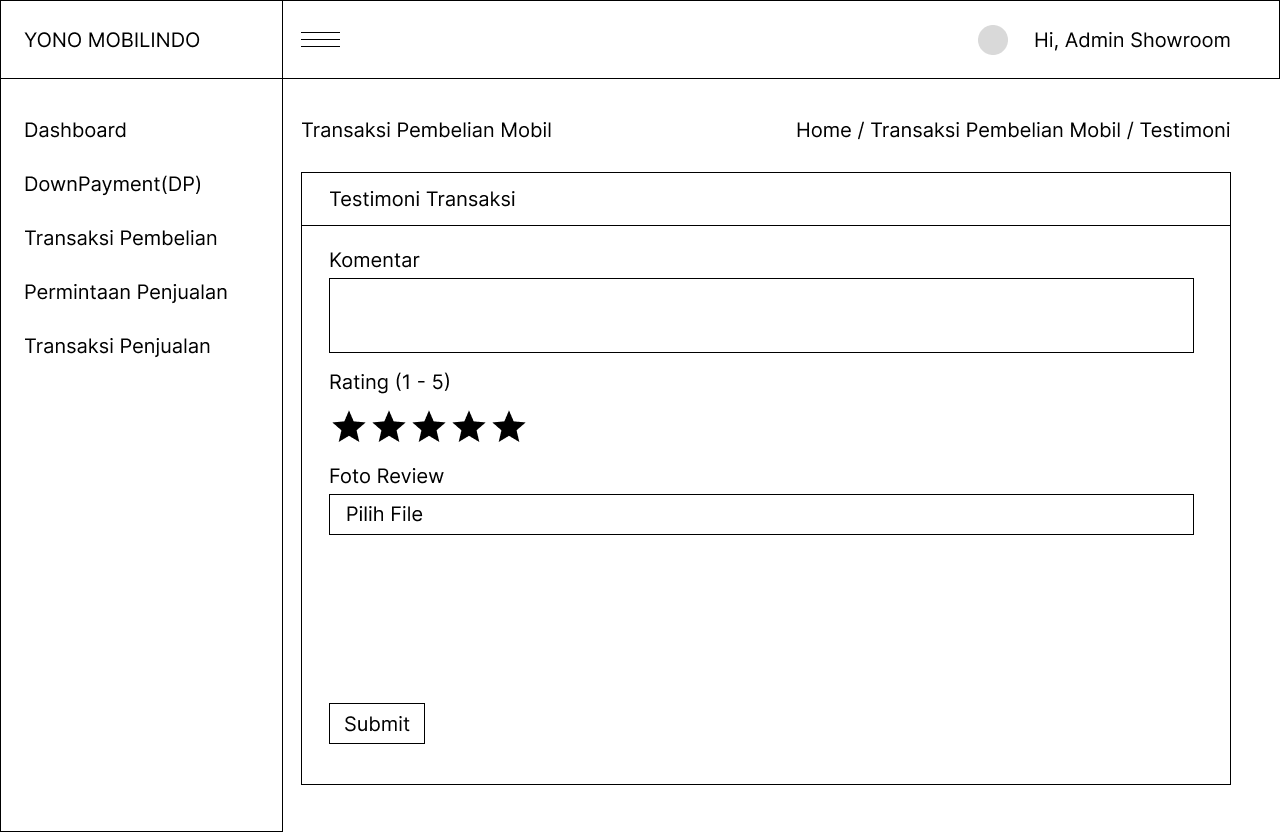 YONO MOBILINDO
Hi, Admin Showroom
Dashboard
DownPayment(DP)
Transaksi Pembelian
Permintaan Penjualan
Transaksi Penjualan
Transaksi Pembelian Mobil
Home / Transaksi Pembelian Mobil / Testimoni
Testimoni Transaksi
Komentar
Rating (1 - 5)
Foto Review
Pilih File
Submit